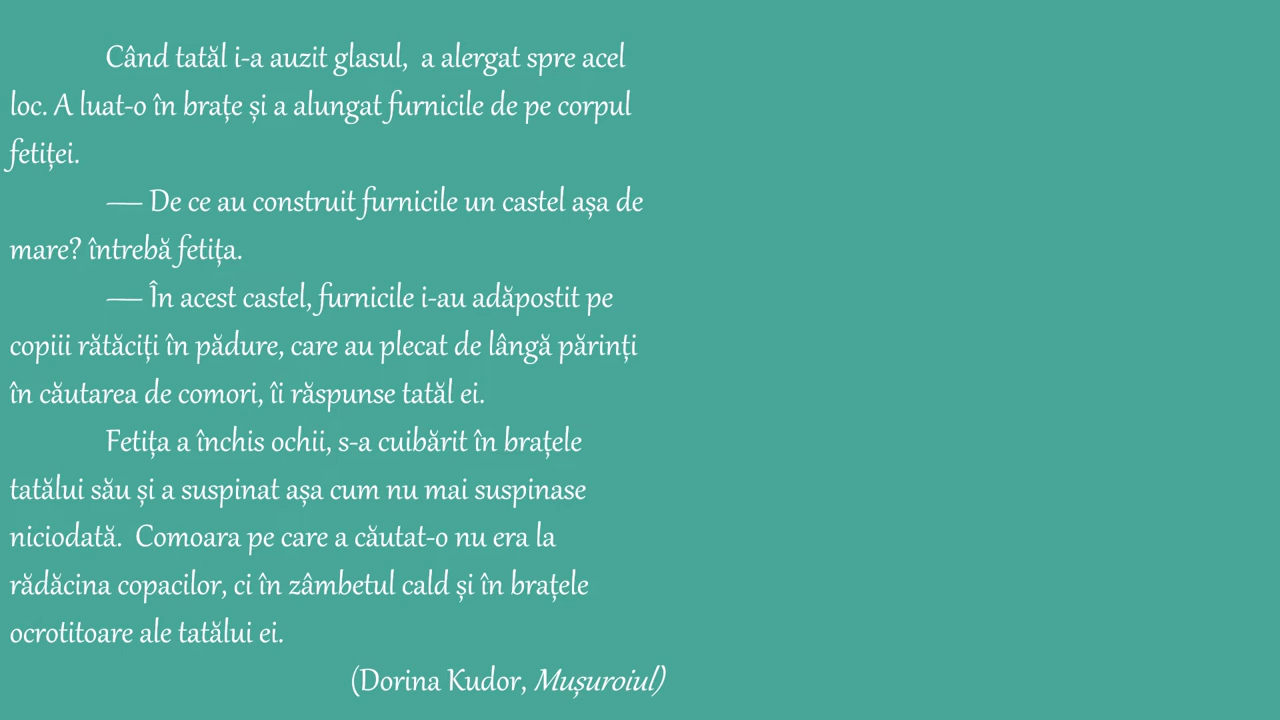 Când tatăl i-a auzit glasul,  a alergat spre acel
loc. A luat-o în brațe și a alungat furnicile de pe corpul
fetiței.
— De ce au construit furnicile un castel așa de
mare? întrebă fetița.
— În acest castel, furnicile i-au adăpostit pe
copiii rătăciți în pădure, care au plecat de lângă părinți
în căutarea de comori, îi răspunse tatăl ei.
Fetița a închis ochii, s-a cuibărit în brațele
tatălui său și a suspinat așa cum nu mai suspinase
niciodată.  Comoara pe care a căutat-o nu era la
rădăcina copacilor, ci în zâmbetul cald și în brațele
ocrotitoare ale tatălui ei.
(Dorina Kudor, Mușuroiul)